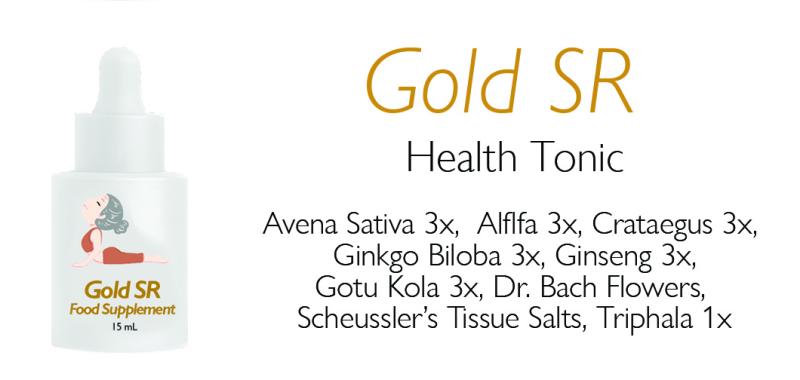 Gold SR
Health Tonic
Avena Sativa 3x,  Alflfa 3x, Crataegus 3x,
Ginkgo Biloba 3x, Ginseng 3x,
Gotu Kola 3x, Dr. Bach Flowers,
Scheussler's Tissue Salts, Triphala 1x
Gold SR
Food Supplement
15 mL